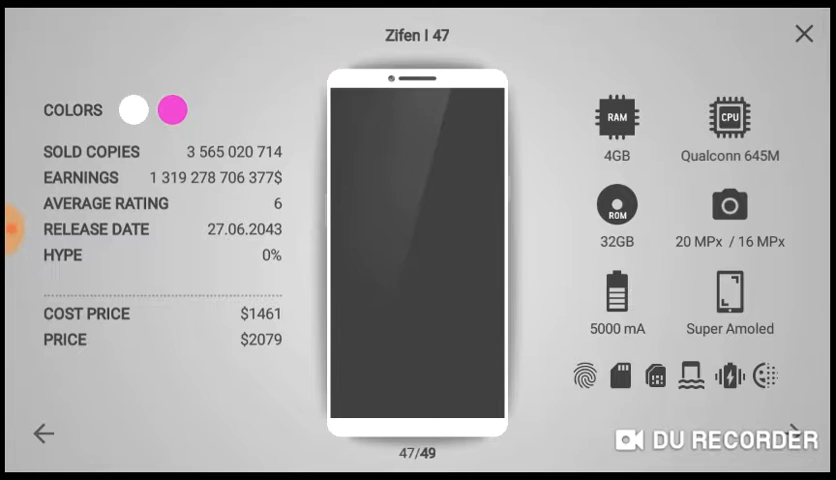 Zifen I 47
COLORS
SOLD COPIES 3 565 020 714
EARNINGS 1 319 278 706 377$
AVERAGE RATING 6
RELEASE DATE 27.06.2043
HYPE 0%
COST PRICE $1461
PRICE $2079
RAM
4GB
CPU
Qualconn 645M
ROM
32GB
20 MPx / 16 MPx
5000 mA
Super Amoled
47/49
DU RECORDER